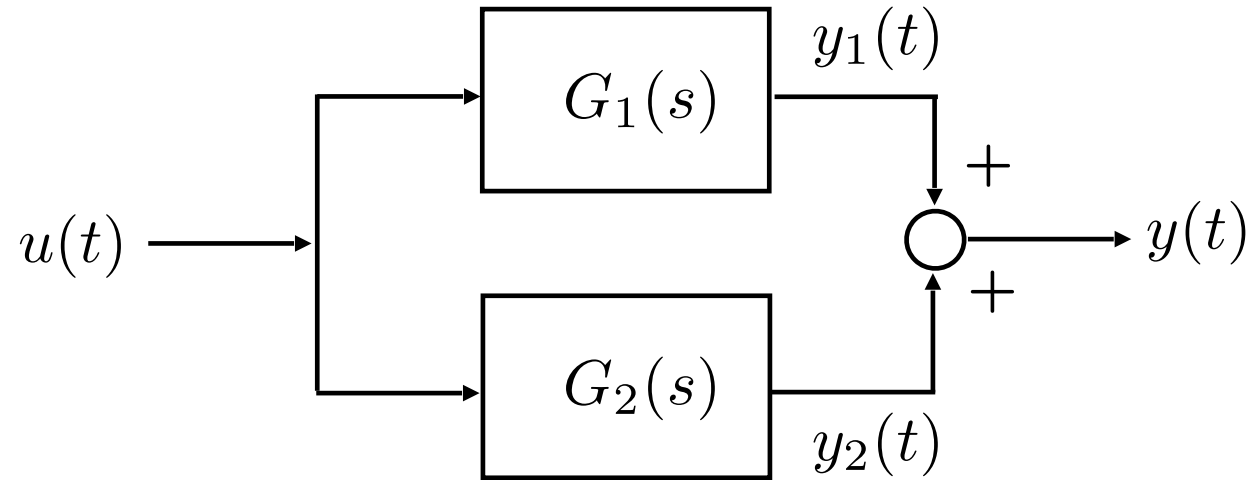 y₁(t)
G₁(s)
+
u(t)
y(t)
+
G₂(s)
y₂(t)